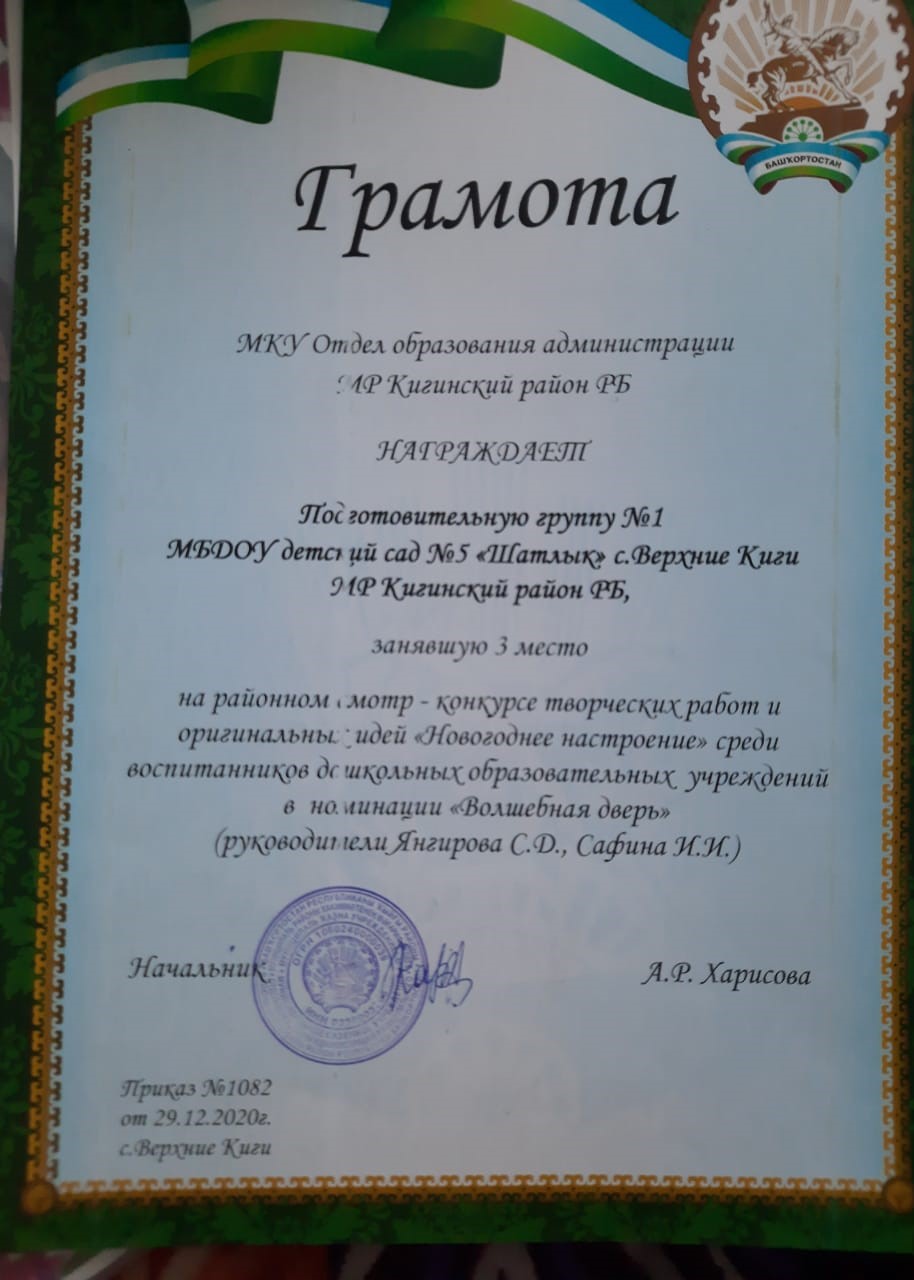 БАШҠОРТОСТАН
Грамота
МКУ Отдел образования администрации
МР Кигинский район РБ
НАГРАЖДАЕТ
Подготовительную группу №1
МБДОУ детский сад №5 «Шатлык» с.Верхние Киги
МР Кигинский район РБ,
занявшую 3 место
на районном смотр - конкурсе творческих работ и
оригинальных идей «Новогоднее настроение» среди
воспитанников дошкольных образовательных учреждений
в номинации «Волшебная дверь»
(руководители Янгирова С.Д., Сафина И.И.)
Начальник
А.Р. Харисова
Приказ №1082
от 29.12.2020г.
с.Верхние Киги